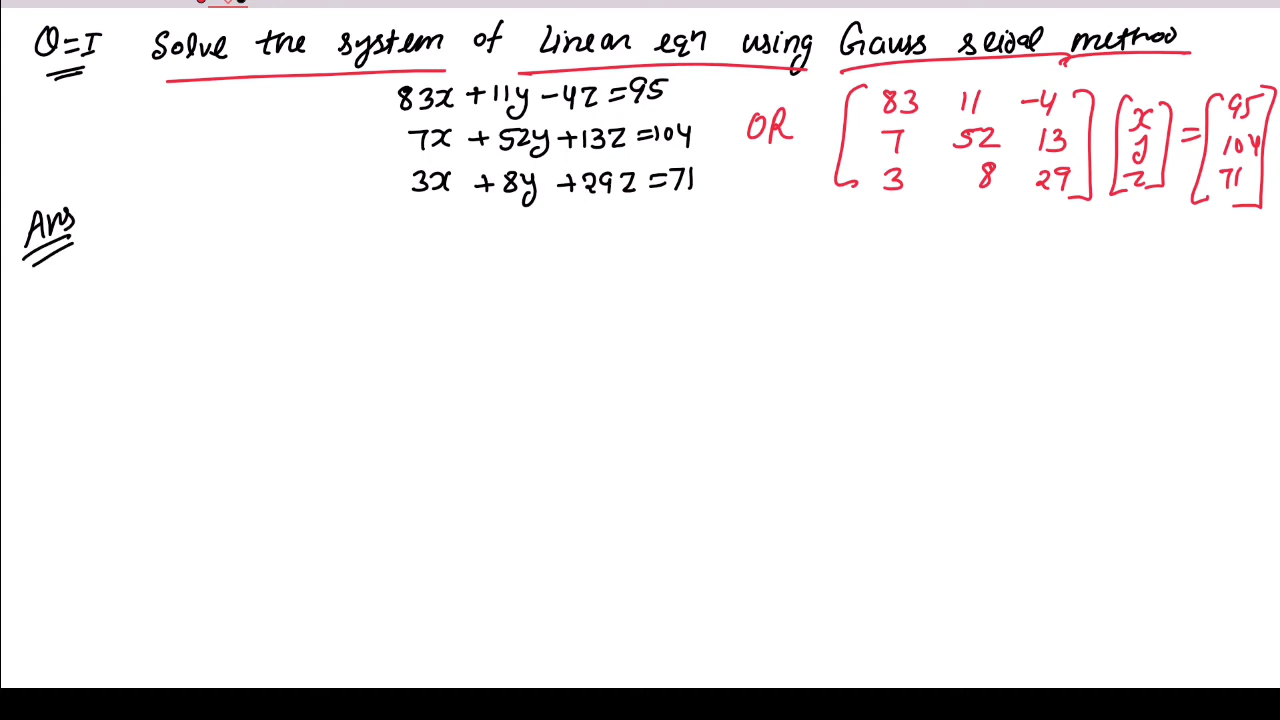 Q=I Solve the system of Linear eqn using Gauss seidal method
83x + 11y - 4z = 95
7x + 52y + 13z = 104
3x + 8y + 29z = 71
OR
[83 11 -4] [x] = [95]
[7 52 13] [y] [104]
[3 8 29] [z] [71]
Ans